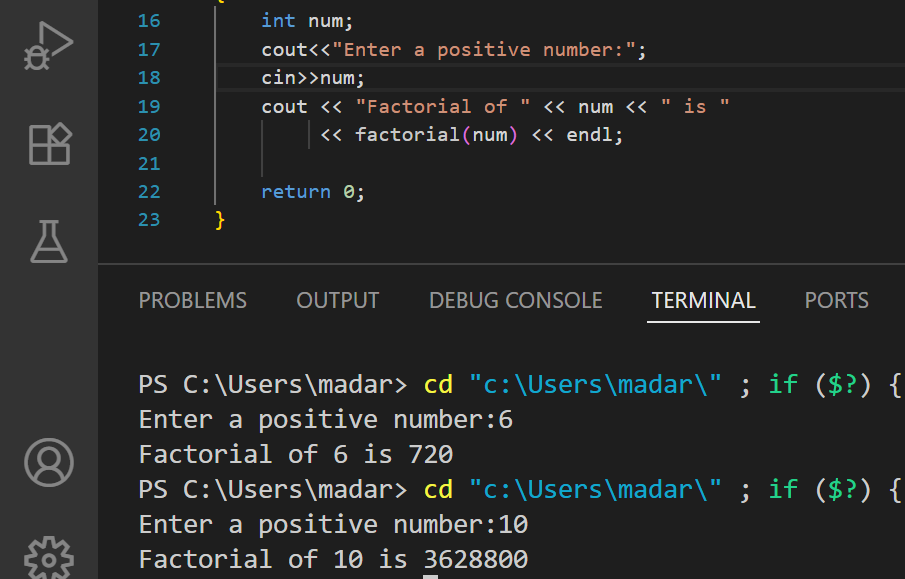 16 int num;
17 cout<<"Enter a positive number:";
18 cin>>num;
19 cout << "Factorial of " << num << " is "
20 << factorial(num) << endl;
21
22 return 0;
23 }
PROBLEMS OUTPUT DEBUG CONSOLE TERMINAL PORTS
PS C:\Users\madar> cd "c:\Users\madar\" ; if ($?) {
Enter a positive number:6
Factorial of 6 is 720
PS C:\Users\madar> cd "c:\Users\madar\" ; if ($?) {
Enter a positive number:10
Factorial of 10 is 3628800